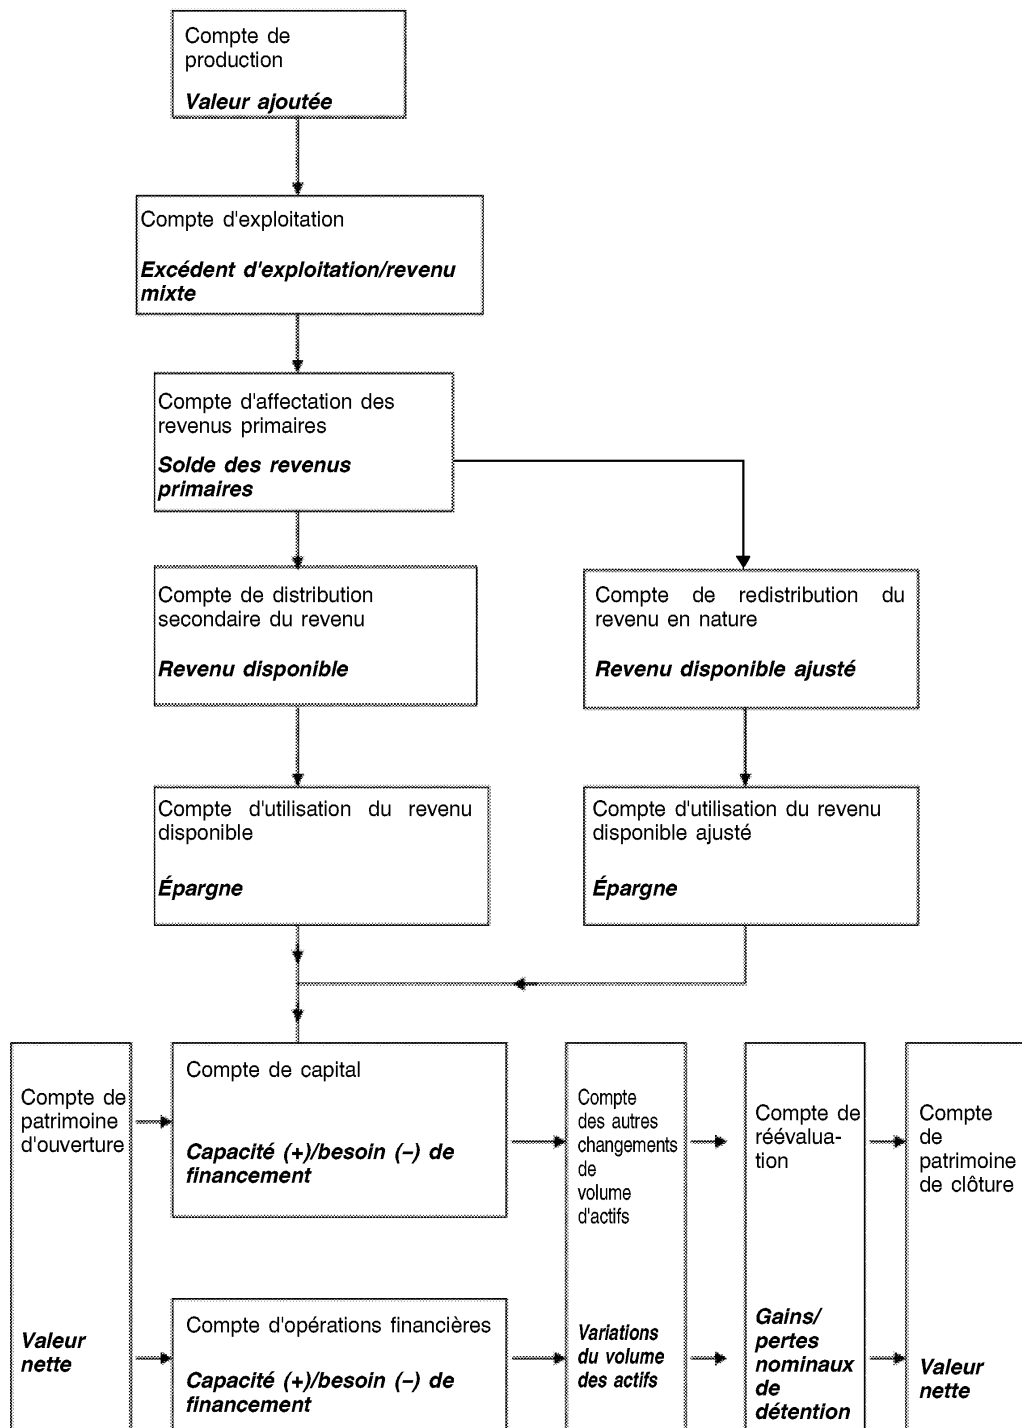 Compte de
production
Valeur ajoutée
Compte d'exploitation
Excédent d'exploitation/revenu
mixte
Compte d'affectation des
revenus primaires
Solde des revenus
primaires
Compte de distribution
secondaire du revenu
Revenu disponible
Compte de redistribution du
revenu en nature
Revenu disponible ajusté
Compte d'utilisation du revenu
disponible
Épargne
Compte d'utilisation du revenu
disponible ajusté
Épargne
Compte de
patrimoine
d'ouverture
Valeur
nette
Compte de capital
Capacité (+)/besoin (–) de
financement
Compte d'opérations financières
Capacité (+)/besoin (–) de
financement
Compte
des autres
changements
de
volume
d'actifs
Variations
du volume
des actifs
Compte de
réévalua-
tion
Gains/
pertes
nominaux
de
détention
Compte
de
patrimoine
de clôture
Valeur
nette